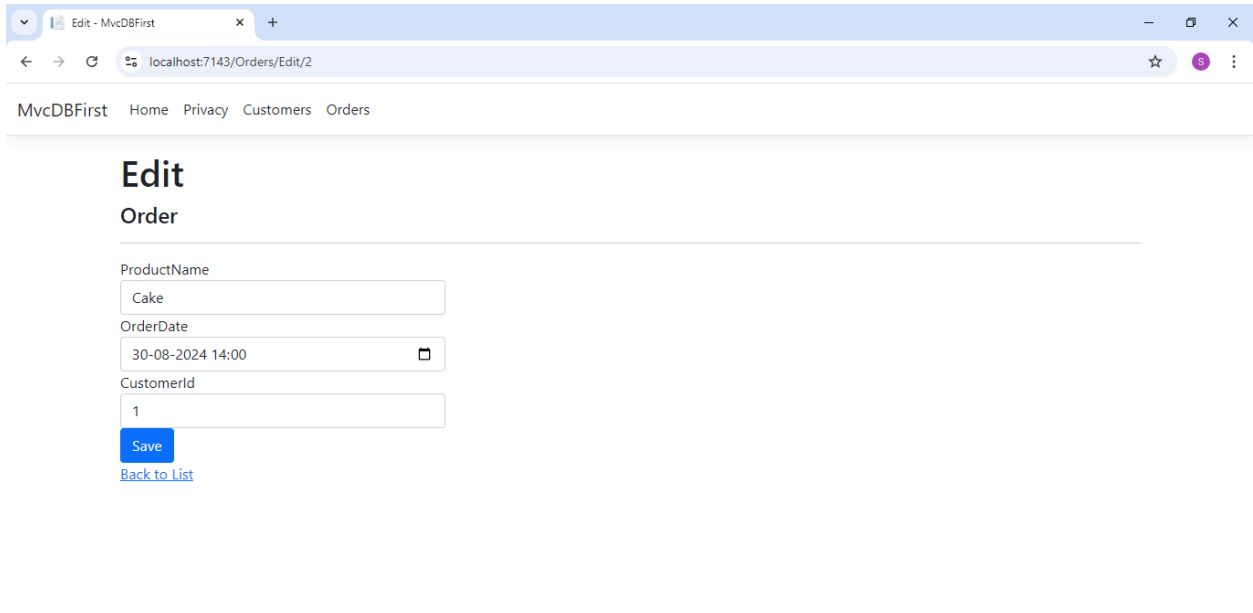 Edit - MvcDBFirst
localhost:7143/Orders/Edit/2
S
MvcDBFirst Home Privacy Customers Orders
Edit
Order
ProductName
Cake
OrderDate
30-08-2024 14:00
CustomerId
1
Save
Back to List